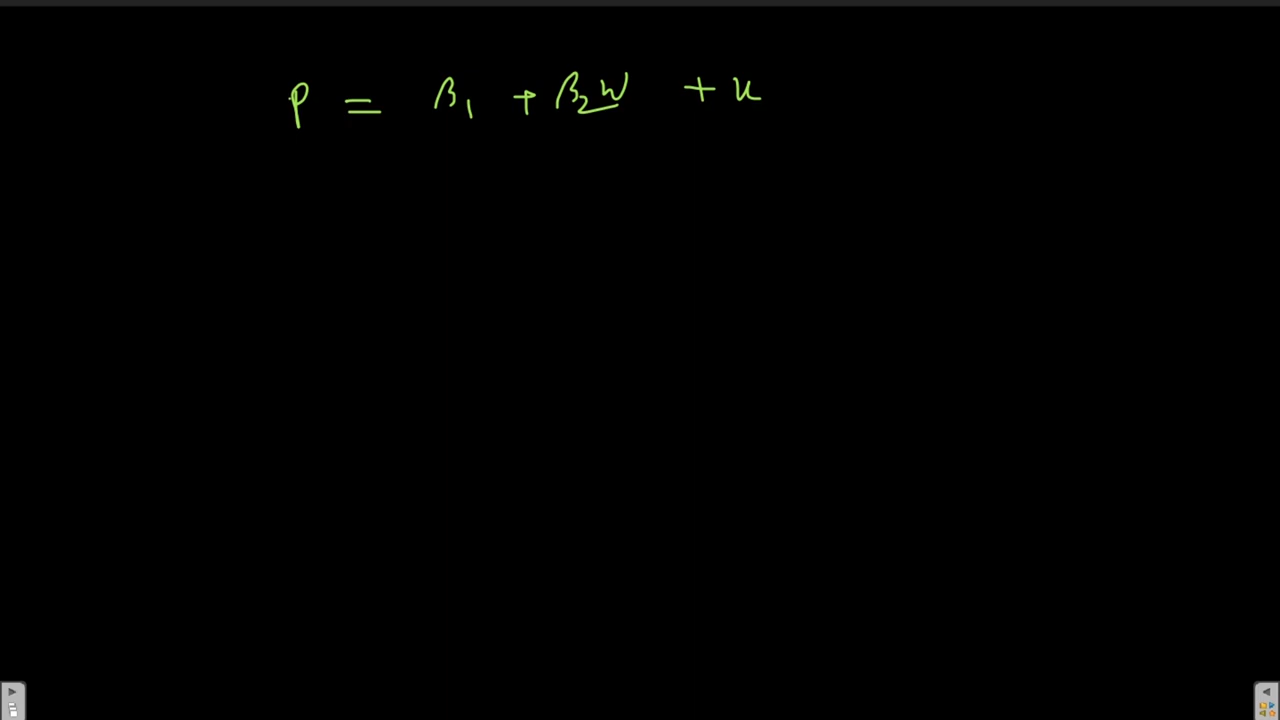 p = β₁ + β₂w + u